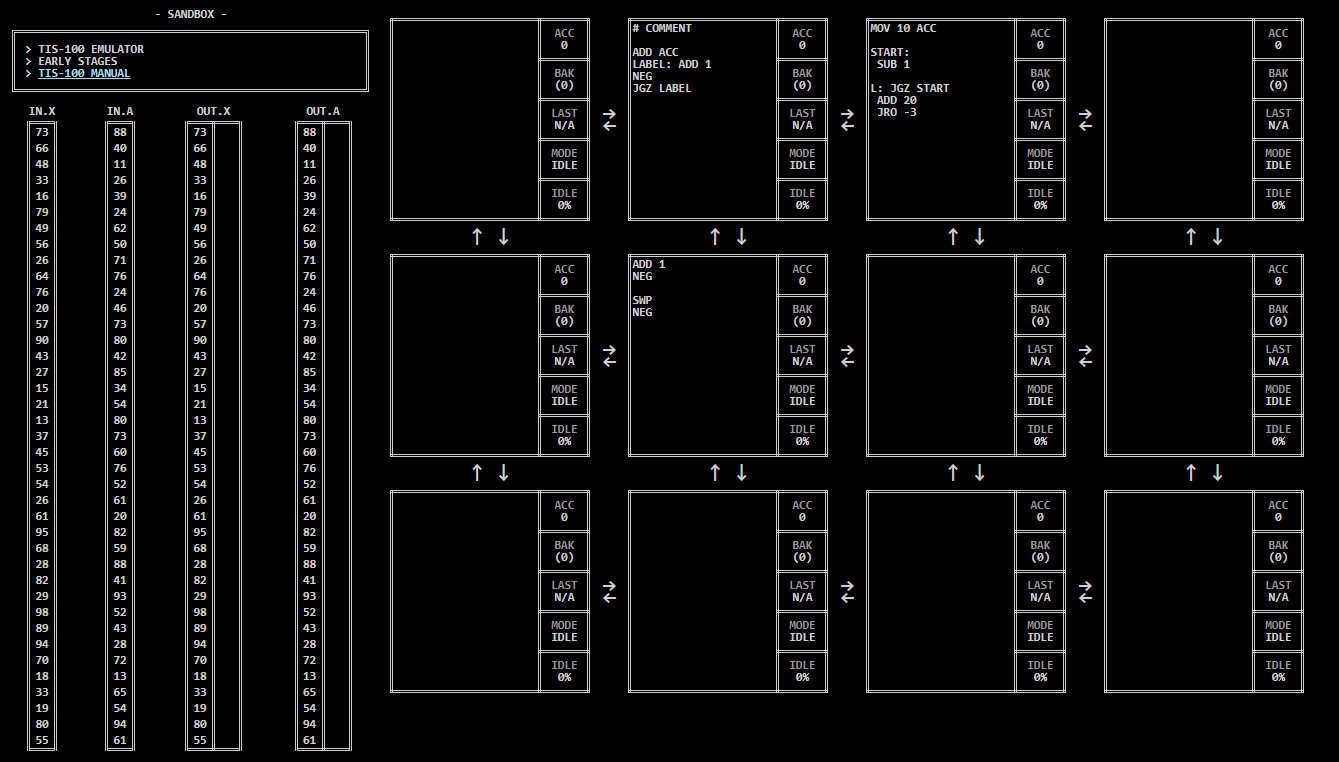 - SANDBOX -
> TIS-100 EMULATOR
> EARLY STAGES
> TIS-100 MANUAL
IN.X IN.A OUT.X OUT.A
73 88 73 88
66 40 66 40
48 11 48 11
33 26 33 26
16 39 16 39
79 24 79 24
49 62 49 62
56 50 56 50
26 71 26 71
64 76 64 76
76 24 76 24
20 46 20 46
57 73 57 73
90 80 90 80
43 42 43 42
27 85 27 85
15 34 15 34
21 54 21 54
13 80 13 80
37 73 37 73
45 60 45 60
53 76 53 76
54 52 54 52
26 61 26 61
61 20 61 20
95 82 95 82
68 59 68 59
28 88 28 88
82 41 82 41
29 93 29 93
98 52 98 52
89 43 89 43
94 28 94 28
70 72 70 72
18 13 18 13
33 65 33 65
19 54 19 54
80 94 80 94
55 61 55 61
ACC
0
BAK
(0)
LAST
N/A
MODE
IDLE
IDLE
0%
# COMMENT
ADD ACC
LABEL: ADD 1
NEG
JGZ LABEL
ACC
0
BAK
(0)
LAST
N/A
MODE
IDLE
IDLE
0%
MOV 10 ACC
START:
SUB 1
L: JGZ START
ADD 20
JRO -3
ACC
0
BAK
(0)
LAST
N/A
MODE
IDLE
IDLE
0%
ACC
0
BAK
(0)
LAST
N/A
MODE
IDLE
IDLE
0%
ACC
0
BAK
(0)
LAST
N/A
MODE
IDLE
IDLE
0%
ADD 1
NEG
SWP
NEG
ACC
0
BAK
(0)
LAST
N/A
MODE
IDLE
IDLE
0%
ACC
0
BAK
(0)
LAST
N/A
MODE
IDLE
IDLE
0%
ACC
0
BAK
(0)
LAST
N/A
MODE
IDLE
IDLE
0%
ACC
0
BAK
(0)
LAST
N/A
MODE
IDLE
IDLE
0%
ACC
0
BAK
(0)
LAST
N/A
MODE
IDLE
IDLE
0%
ACC
0
BAK
(0)
LAST
N/A
MODE
IDLE
IDLE
0%
ACC
0
BAK
(0)
LAST
N/A
MODE
IDLE
IDLE
0%